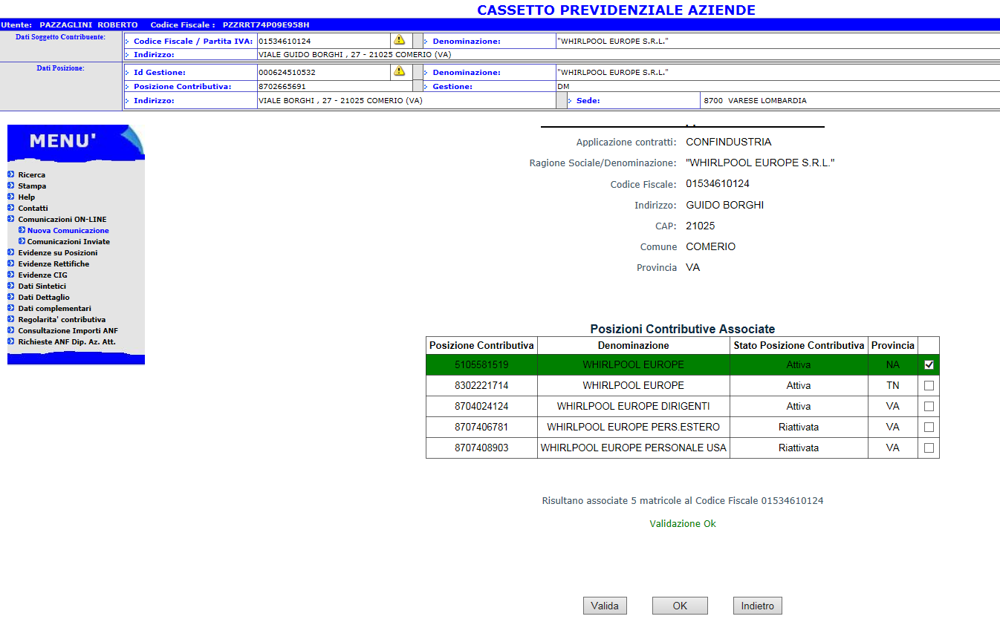 CASSETTO PREVIDENZIALE AZIENDE
Utente: PAZZAGLINI ROBERTO Codice Fiscale : PZZRRT74P09E958H
Dati Soggetto Contribuente:
Codice Fiscale / Partita IVA: 01534610124 Denominazione: "WHIRLPOOL EUROPE S.R.L."
Indirizzo: VIALE GUIDO BORGHI , 27 - 21025 COMERIO (VA)
Dati Posizione:
Id Gestione: 000624510532 Denominazione: "WHIRLPOOL EUROPE S.R.L."
Posizione Contributiva: 8702665691 Gestione: DM
Indirizzo: VIALE BORGHI , 27 - 21025 COMERIO (VA) Sede: 8700 VARESE LOMBARDIA
MENU'
Ricerca
Stampa
Help
Contatti
Comunicazioni ON-LINE
Nuova Comunicazione
Comunicazioni Inviate
Evidenze su Posizioni
Evidenze Rettifiche
Evidenze CIG
Dati Sintetici
Dati Dettaglio
Dati complementari
Regolarita' contributiva
Consultazione Importi ANF
Richieste ANF Dip. Az. Att.
Applicazione contratti: CONFINDUSTRIA
Ragione Sociale/Denominazione: "WHIRLPOOL EUROPE S.R.L."
Codice Fiscale: 01534610124
Indirizzo: GUIDO BORGHI
CAP: 21025
Comune COMERIO
Provincia VA
Posizioni Contributive Associate
Posizione Contributiva Denominazione Stato Posizione Contributiva Provincia
5105581519 WHIRLPOOL EUROPE Attiva NA
8302221714 WHIRLPOOL EUROPE Attiva TN
8704024124 WHIRLPOOL EUROPE DIRIGENTI Attiva VA
8707406781 WHIRLPOOL EUROPE PERS.ESTERO Riattivata VA
8707408903 WHIRLPOOL EUROPE PERSONALE USA Riattivata VA
Risultano associate 5 matricole al Codice Fiscale 01534610124
Validazione Ok
Valida OK Indietro